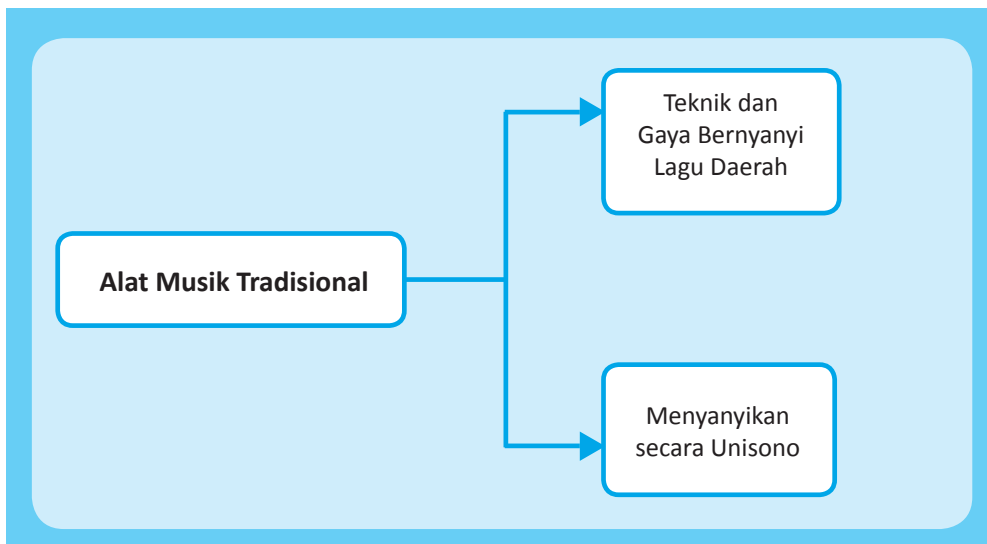 Teknik dan
Gaya Bernyanyi
Lagu Daerah
Alat Musik Tradisional
Menyanyikan
secara Unisono